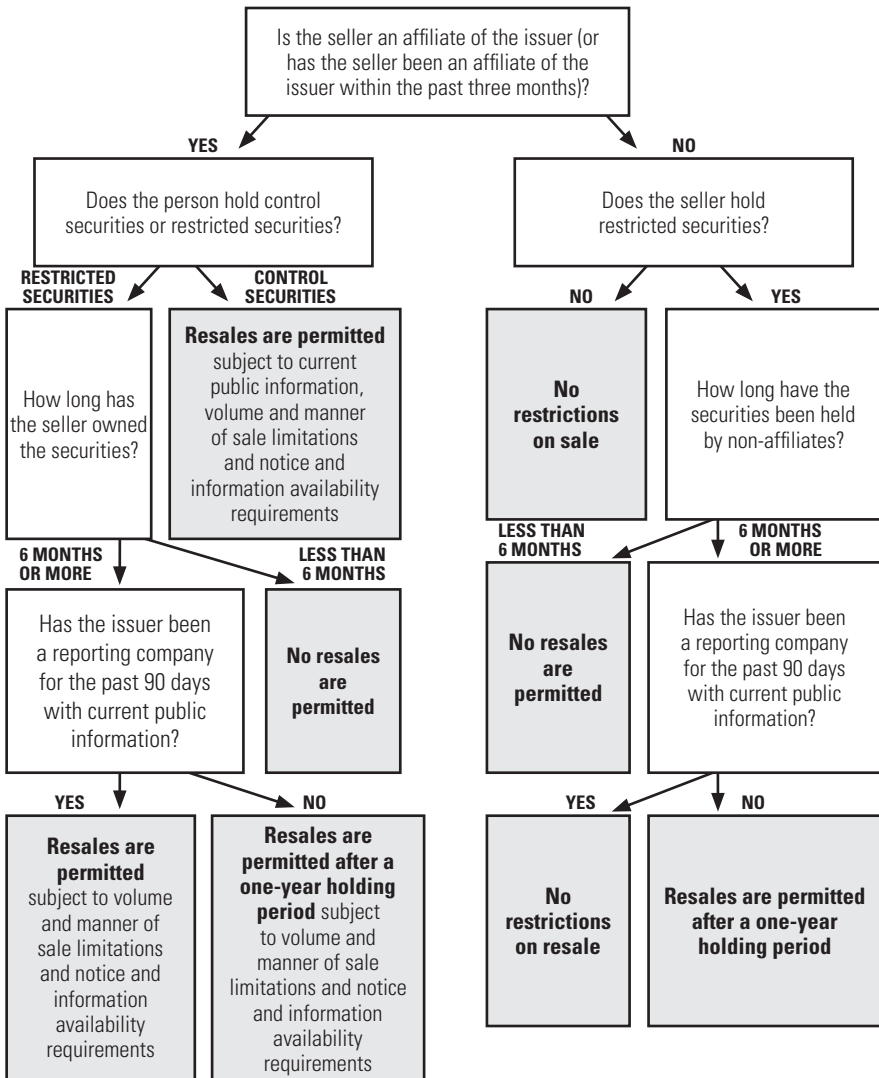 Is the seller an affiliate of the issuer (or
has the seller been an affiliate of the
issuer within the past three months)?
YES
NO
Does the person hold control
securities or restricted securities?
Does the seller hold
restricted securities?
RESTRICTED
SECURITIES
CONTROL
SECURITIES
NO
YES
How long has
the seller owned
the securities?
Resales are permitted
subject to current
public information,
volume and manner
of sale limitations
and notice and
information availability
requirements
No
restrictions
on sale
How long have the
securities been held
by non-affiliates?
6 MONTHS
OR MORE
LESS THAN
6 MONTHS
LESS THAN
6 MONTHS
6 MONTHS
OR MORE
Has the issuer been
a reporting company
for the past 90 days
with current public
information?
No resales
are
permitted
No resales
are
permitted
Has the issuer been
a reporting company
for the past 90 days
with current public
information?
YES
NO
YES
NO
Resales are
permitted
subject to volume
and manner of
sale limitations
and notice and
information
availability
requirements
Resales are
permitted after a
one-year holding
period subject
to volume and
manner of sale
limitations and notice
and information
availability
requirements
No
restrictions
on resale
Resales are permitted
after a one-year
holding period